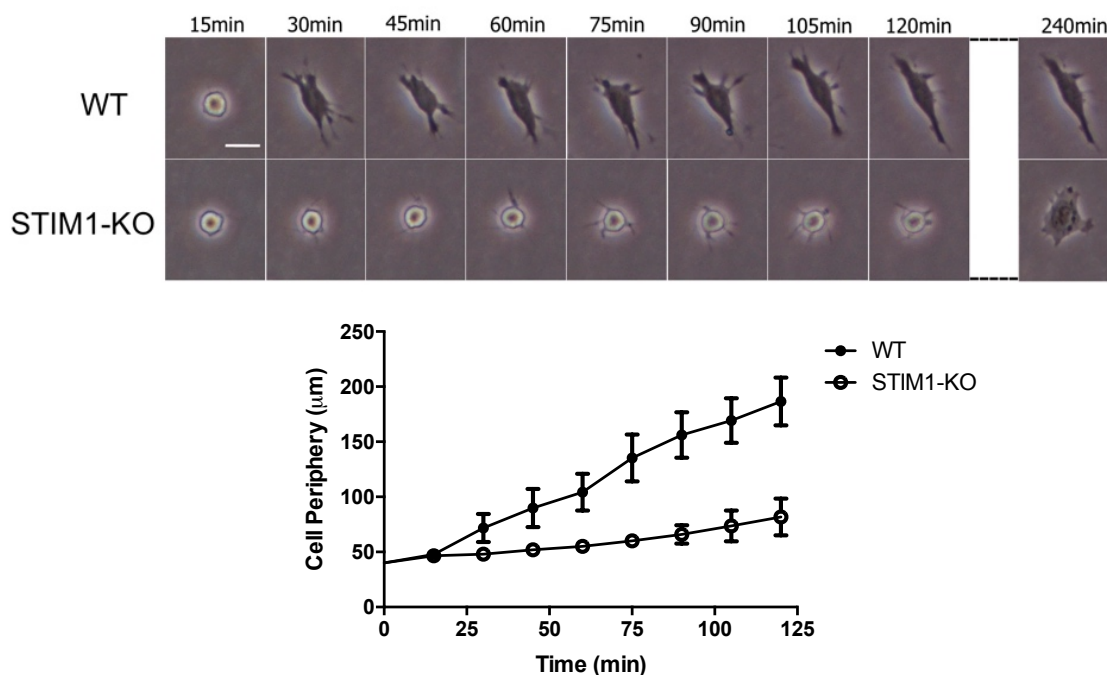 15min 30min 45min 60min 75min 90min 105min 120min 240min
WT
STIM1-KO
250
200
150
100
50
0
Cell Periphery (μm)
0 25 50 75 100 125
Time (min)
WT
STIM1-KO